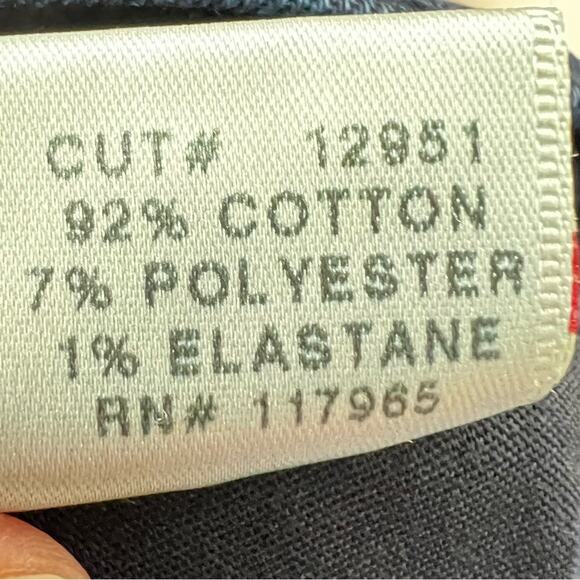 CUT# 12951
92% COTTON
7% POLYESTER
1% ELASTANE
RN# 117965